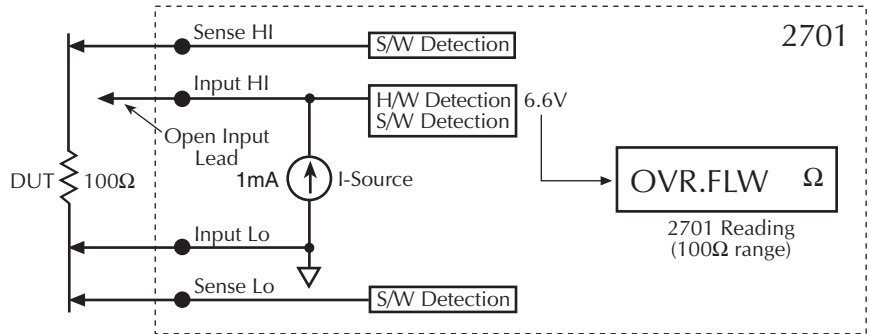 Sense HI
S/W Detection
2701
Input HI
H/W Detection
S/W Detection
6.6V
Open Input
Lead
DUT
100Ω
1mA
I-Source
OVR.FLW Ω
2701 Reading
(100Ω range)
Input Lo
Sense Lo
S/W Detection